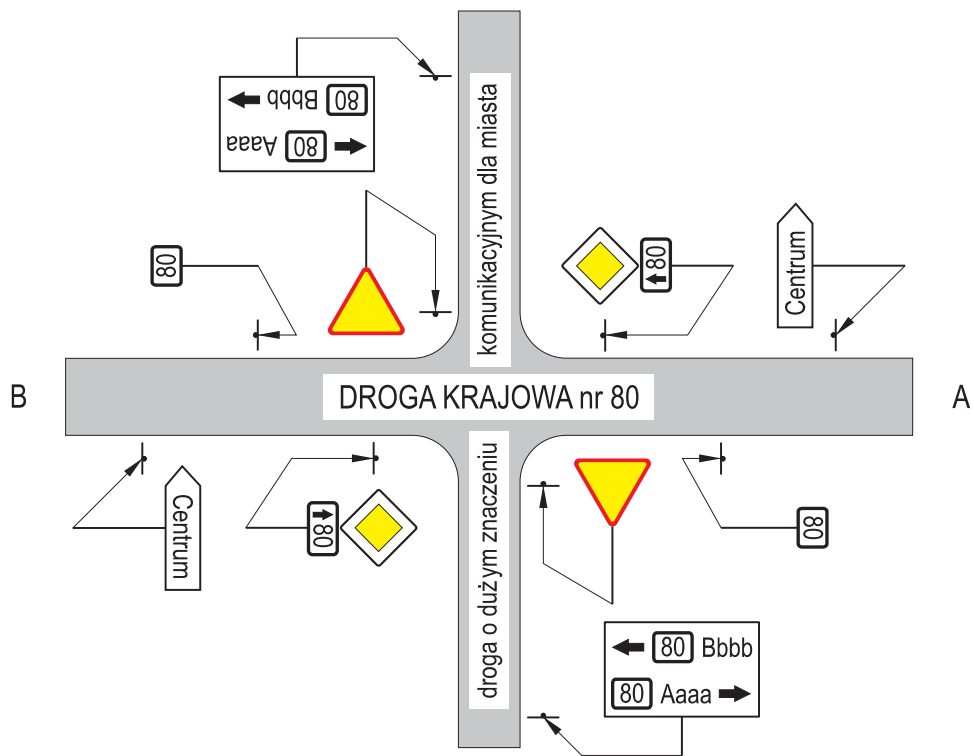 80 Bbbb
Aaaa 80
komunikacyjnym dla miasta
80
80
Centrum
B
DROGA KRAJOWA nr 80
A
droga o dużym znaczeniu
Centrum
80
80
80 Bbbb
80 Aaaa